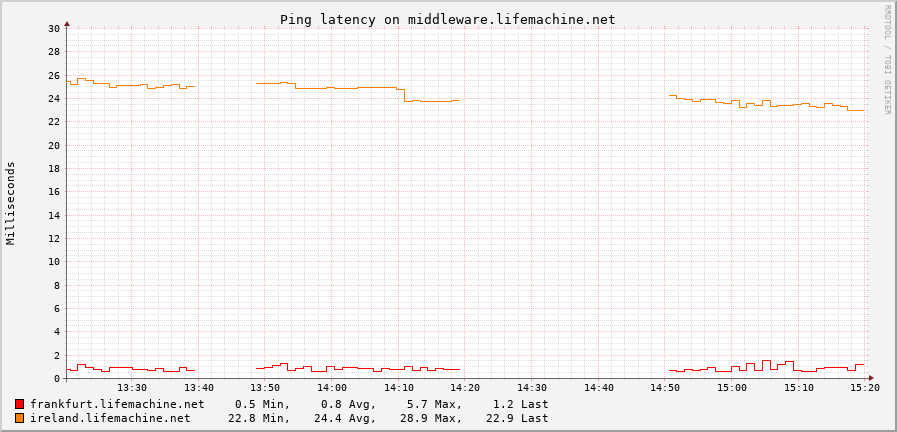 Ping latency on middleware.lifemachine.net
RRDTOOL / TOBI OETIKER
Milliseconds
30
28
26
24
22
20
18
16
14
12
10
8
6
4
2
0
13:30 13:40 13:50 14:00 14:10 14:20 14:30 14:40 14:50 15:00 15:10 15:20
frankfurt.lifemachine.net 0.5 Min, 0.8 Avg, 5.7 Max, 1.2 Last
ireland.lifemachine.net 22.8 Min, 24.4 Avg, 28.9 Max, 22.9 Last